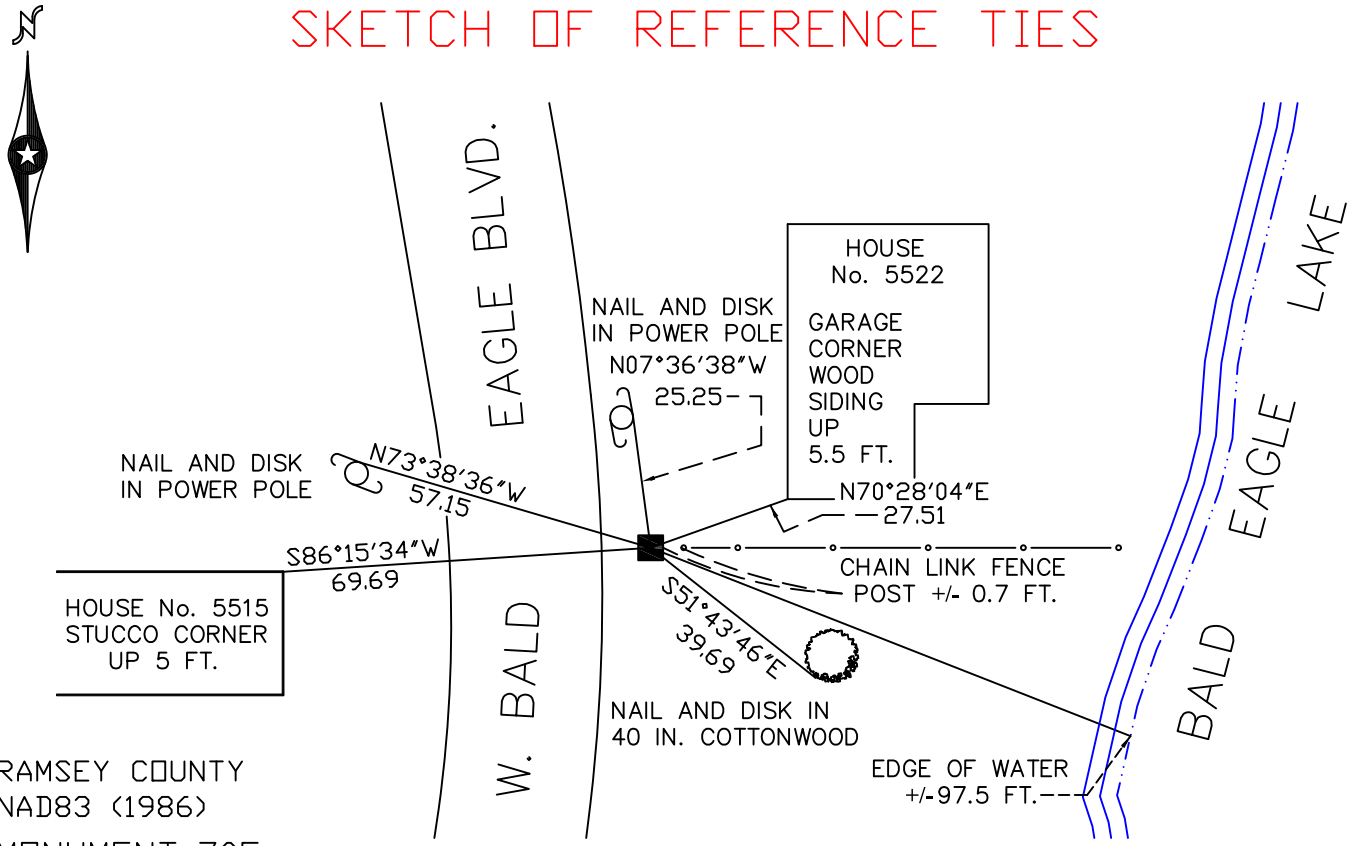 N
SKETCH OF REFERENCE TIES
W. BALD EAGLE BLVD.
BALD EAGLE LAKE
HOUSE
No. 5522
GARAGE
CORNER
WOOD
SIDING
UP
5.5 FT.
NAIL AND DISK
IN POWER POLE
N07°36'38"W
25.25
NAIL AND DISK
IN POWER POLE
N73°38'36"W
57.15
N70°28'04"E
27.51
S86°15'34"W
69.69
CHAIN LINK FENCE
POST +/- 0.7 FT.
HOUSE No. 5515
STUCCO CORNER
UP 5 FT.
S51°43'46"E
39.69
NAIL AND DISK IN
40 IN. COTTONWOOD
EDGE OF WATER
+/-97.5 FT.
RAMSEY COUNTY
NAD83 (1986)